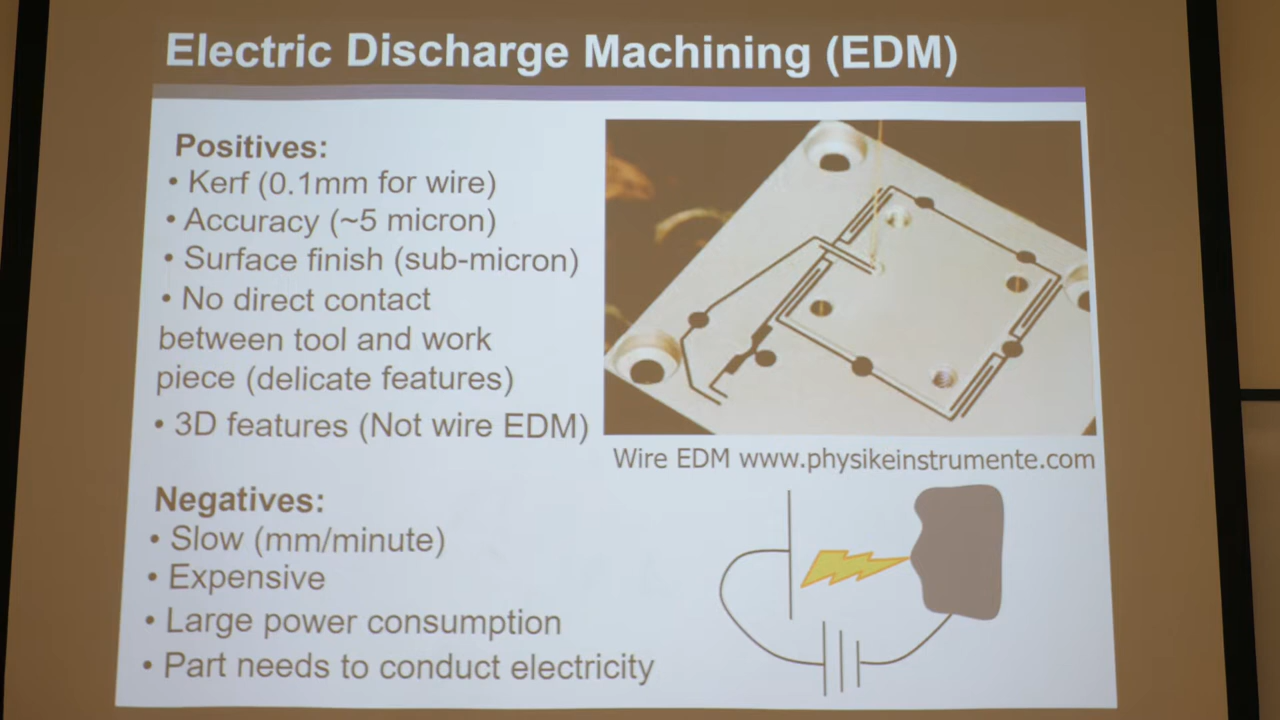 Electric Discharge Machining (EDM)
Positives:
• Kerf (0.1mm for wire)
• Accuracy (~5 micron)
• Surface finish (sub-micron)
• No direct contact
between tool and work
piece (delicate features)
• 3D features (Not wire EDM)
Wire EDM www.physikeinstrumente.com
Negatives:
• Slow (mm/minute)
• Expensive
• Large power consumption
• Part needs to conduct electricity